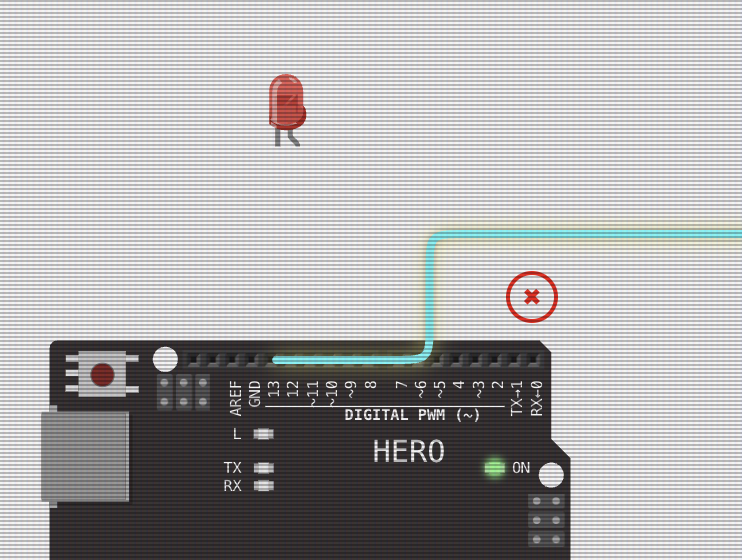 AREF
GND
13
12
~11
~10
~9
8
7
~6
~5
4
~3
2
TX→1
RX←0
DIGITAL PWM (~)
L
HERO
TX
ON
RX